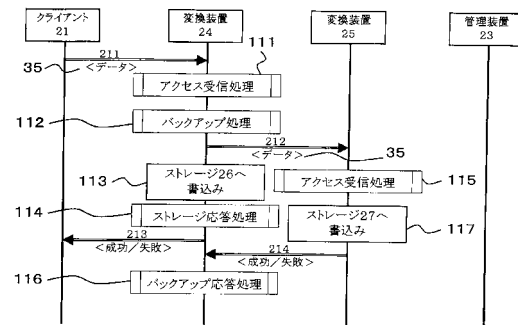 クライアント
21
変換装置
24
変換装置
25
管理装置
23
211
111
35
<データ>
アクセス受信処理
112
バックアップ処理
212
<データ>
35
113
ストレージ26へ
書込み
アクセス受信処理
115
114
ストレージ応答処理
ストレージ27へ
書込み
117
213
<成功/失敗>
214
<成功/失敗>
116
バックアップ応答処理